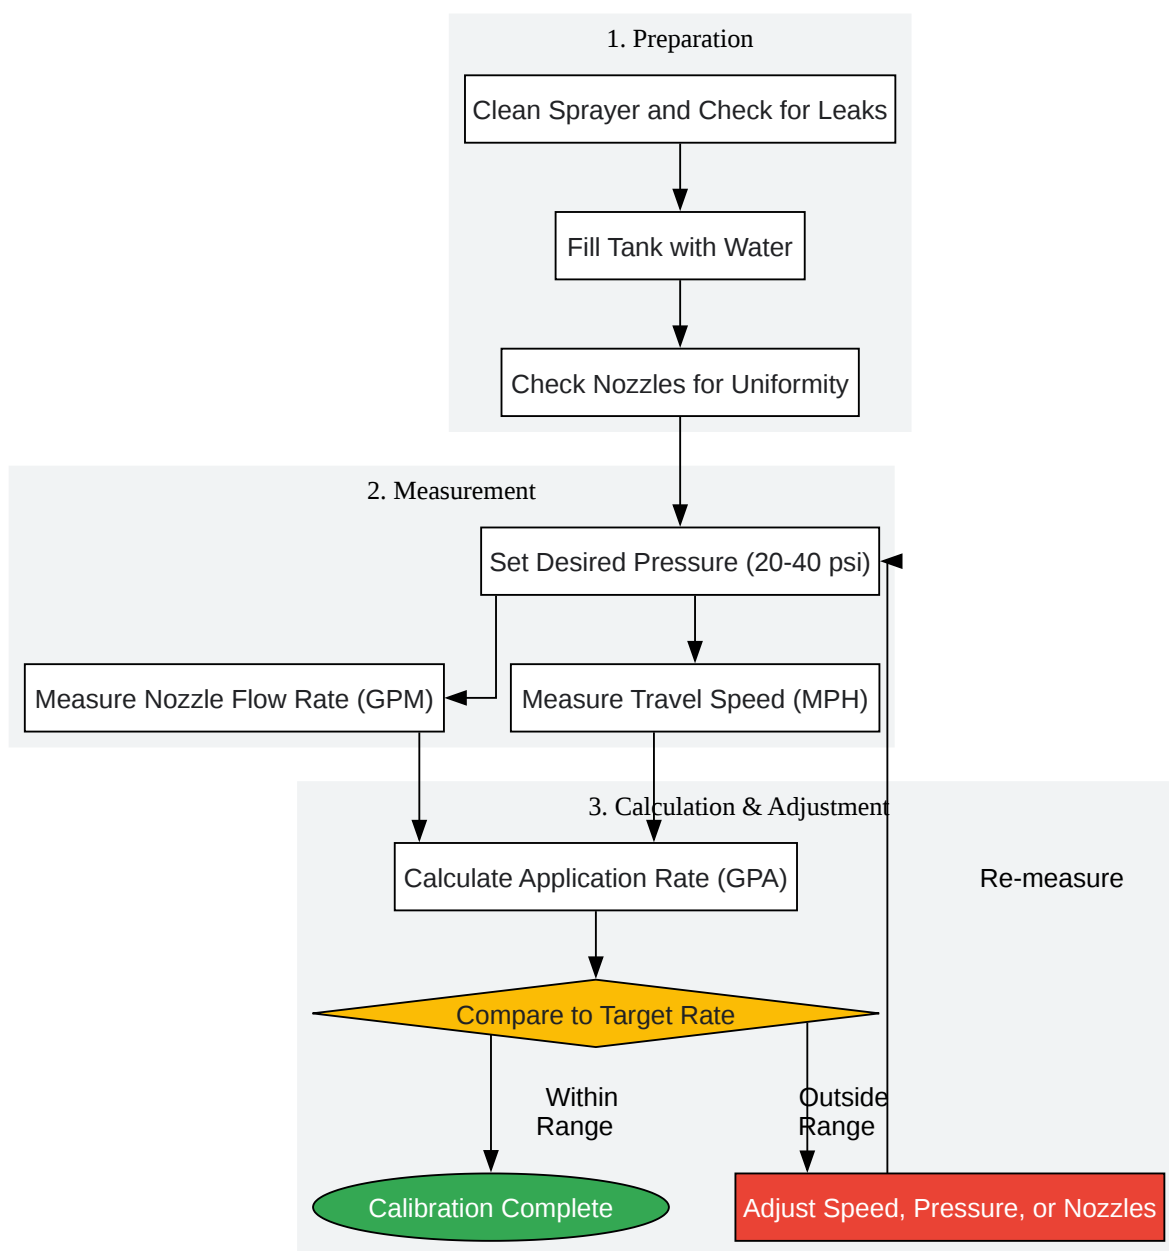 1. Preparation
Clean Sprayer and Check for Leaks
Fill Tank with Water
Check Nozzles for Uniformity
2. Measurement
Set Desired Pressure (20-40 psi)
Measure Nozzle Flow Rate (GPM)
Measure Travel Speed (MPH)
3. Calculation & Adjustment
Calculate Application Rate (GPA)
Re-measure
Compare to Target Rate
Within
Range
Outside
Range
Calibration Complete
Adjust Speed, Pressure, or Nozzles